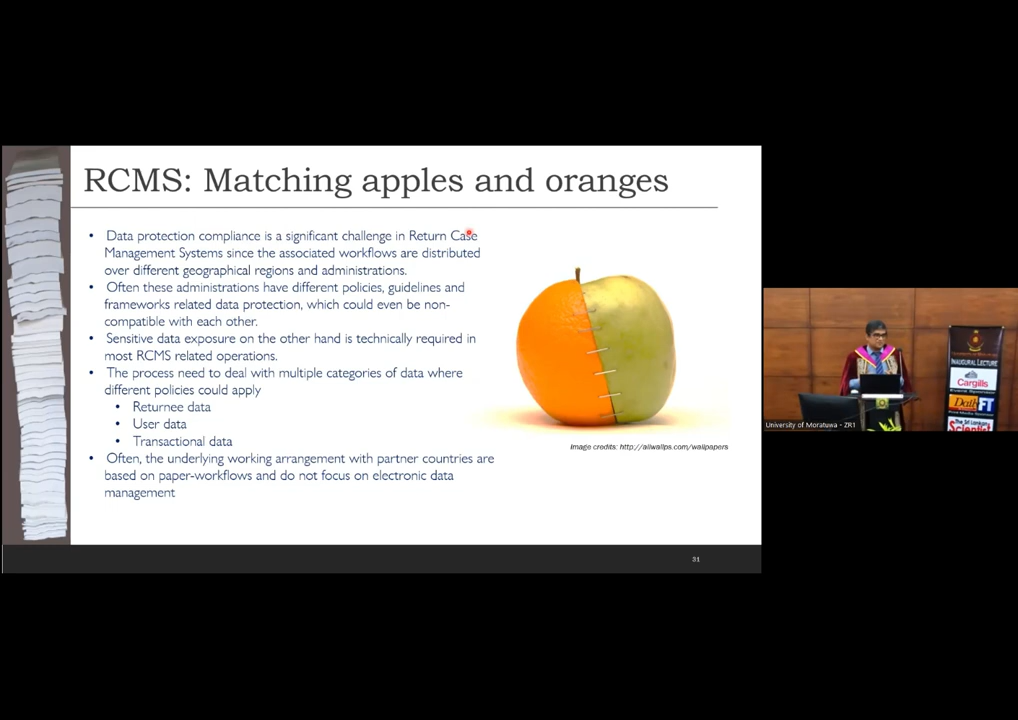 RCMS: Matching apples and oranges
• Data protection compliance is a significant challenge in Return Case
Management Systems since the associated workflows are distributed
over different geographical regions and administrations.
• Often these administrations have different policies, guidelines and
frameworks related data protection, which could even be non-
compatible with each other.
• Sensitive data exposure on the other hand is technically required in
most RCMS related operations.
• The process need to deal with multiple categories of data where
different policies could apply
• Returnee data
• User data
• Transactional data
• Often, the underlying working arrangement with partner countries are
based on paper-workflows and do not focus on electronic data
management
Image credits: http://allwallps.com/wallpapers
31
INAUGURAL LECTURE
Cargills
Daily FT
Scientist
University of Moratuwa - ZR1